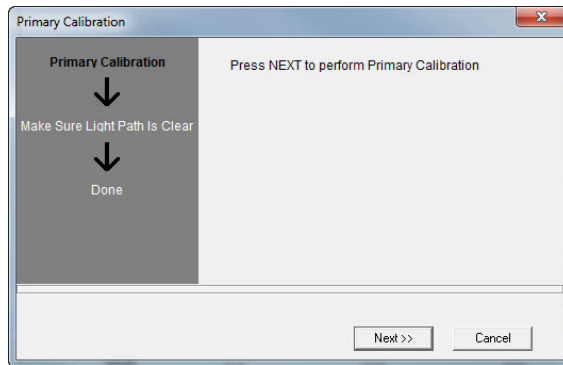 Primary Calibration
Primary Calibration
Make Sure Light Path Is Clear
Done
Press NEXT to perform Primary Calibration
Next >>
Cancel